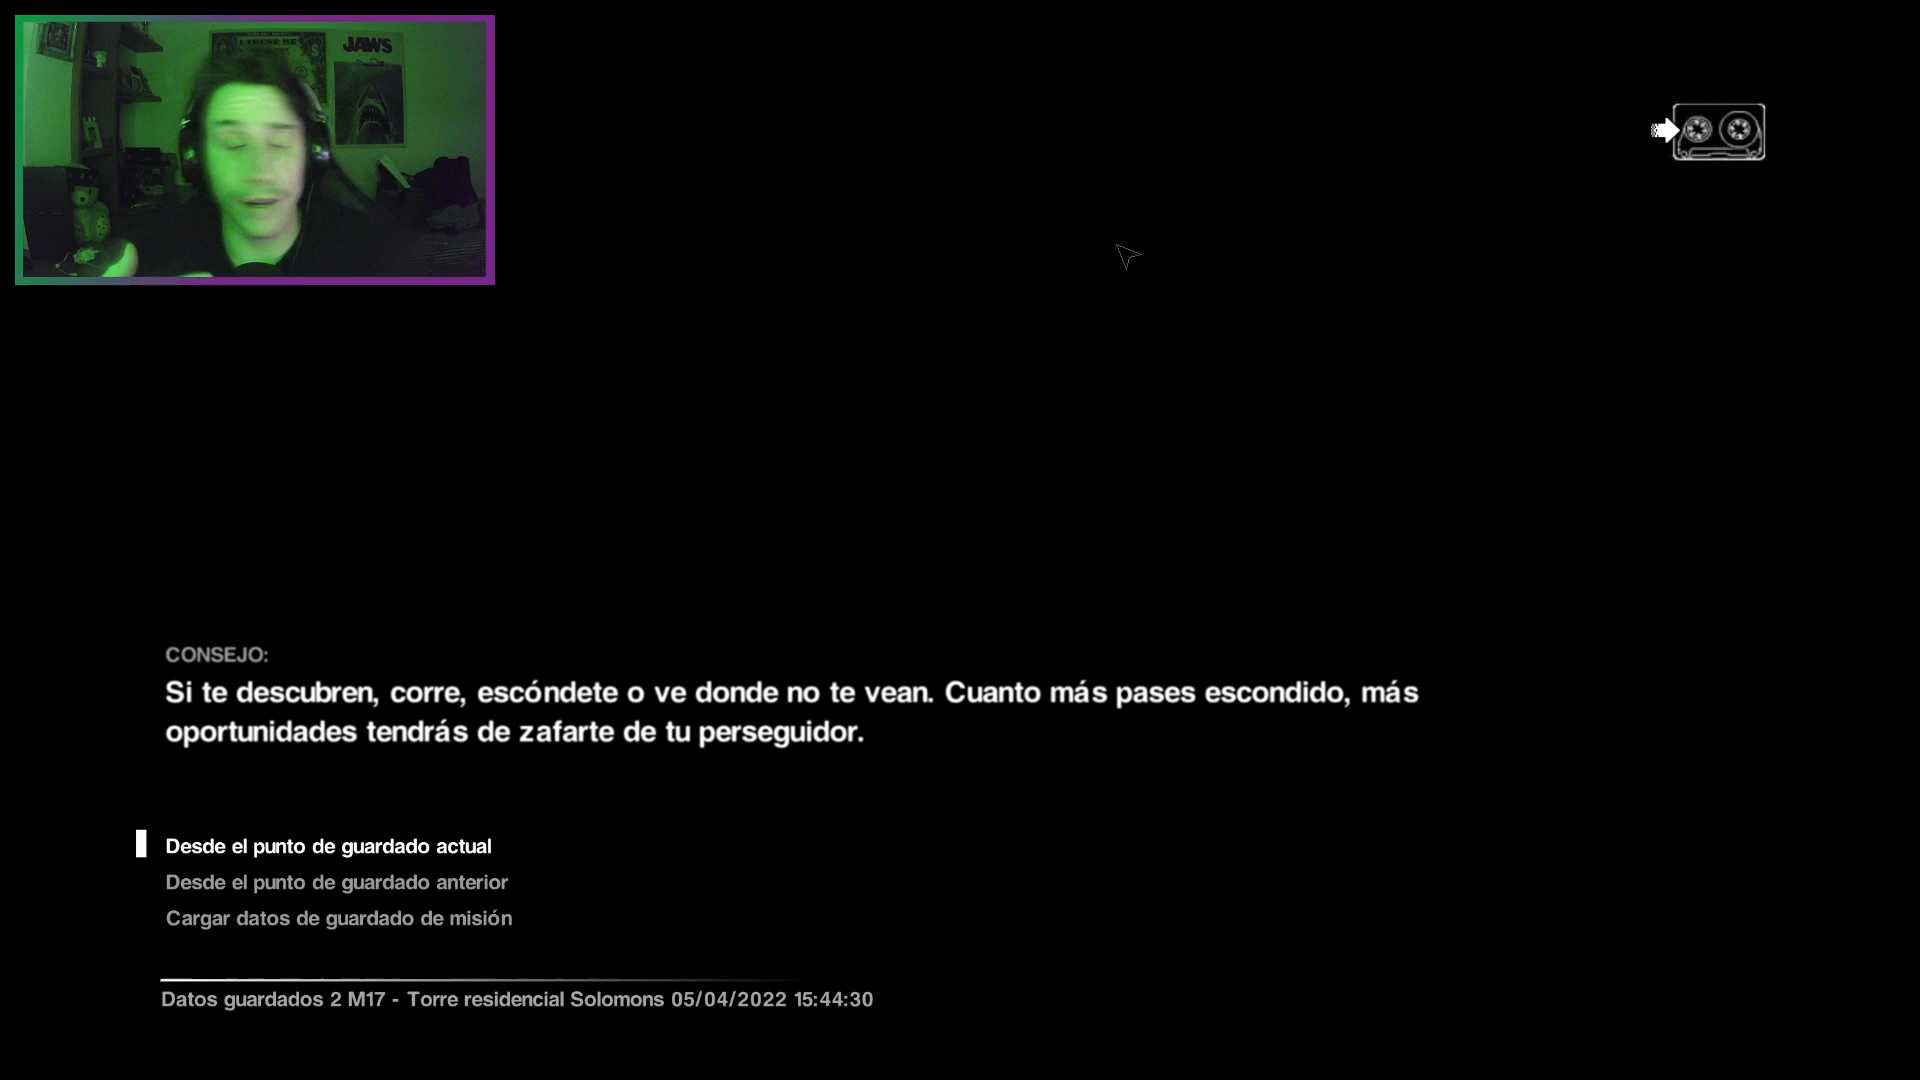 I TRUST ME
JAWS
CONSEJO:
Si te descubren, corre, escóndete o ve donde no te vean. Cuanto más pases escondido, más
oportunidades tendrás de zafarte de tu perseguidor.
Desde el punto de guardado actual
Desde el punto de guardado anterior
Cargar datos de guardado de misión
Datos guardados 2 M17 - Torre residencial Solomons 05/04/2022 15:44:30